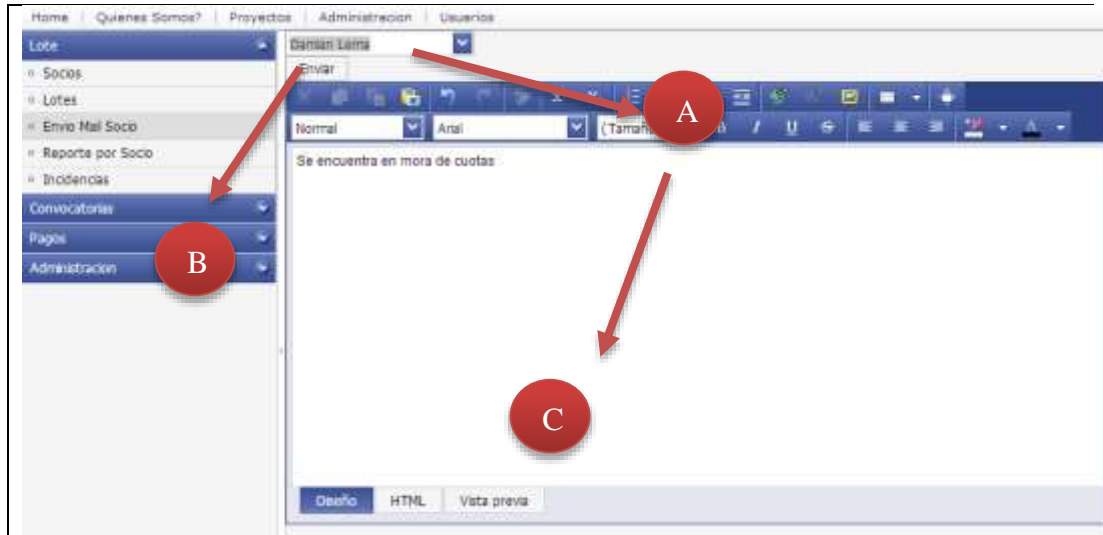 Home Quienes Somos? Proyectos Administracion Usuarios
Lote
Socios
Lotes
Envio Mail Socio
Reporte por Socio
Incidencias
Convocatorias
Pagos
Administracion
Damian Lema
Enviar
Normal Arial (Tamañ
Se encuentra en mora de cuotas
Diseño HTML Vista previa
A
B
C